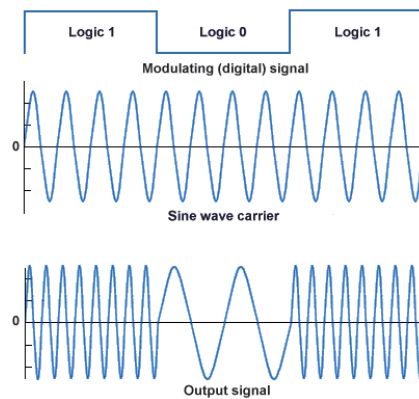 Logic 1 Logic 0 Logic 1
Modulating (digital) signal
0
Sine wave carrier
0
Output signal